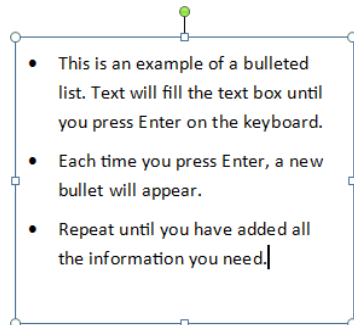 • This is an example of a bulleted
list. Text will fill the text box until
you press Enter on the keyboard.
• Each time you press Enter, a new
bullet will appear.
• Repeat until you have added all
the information you need.